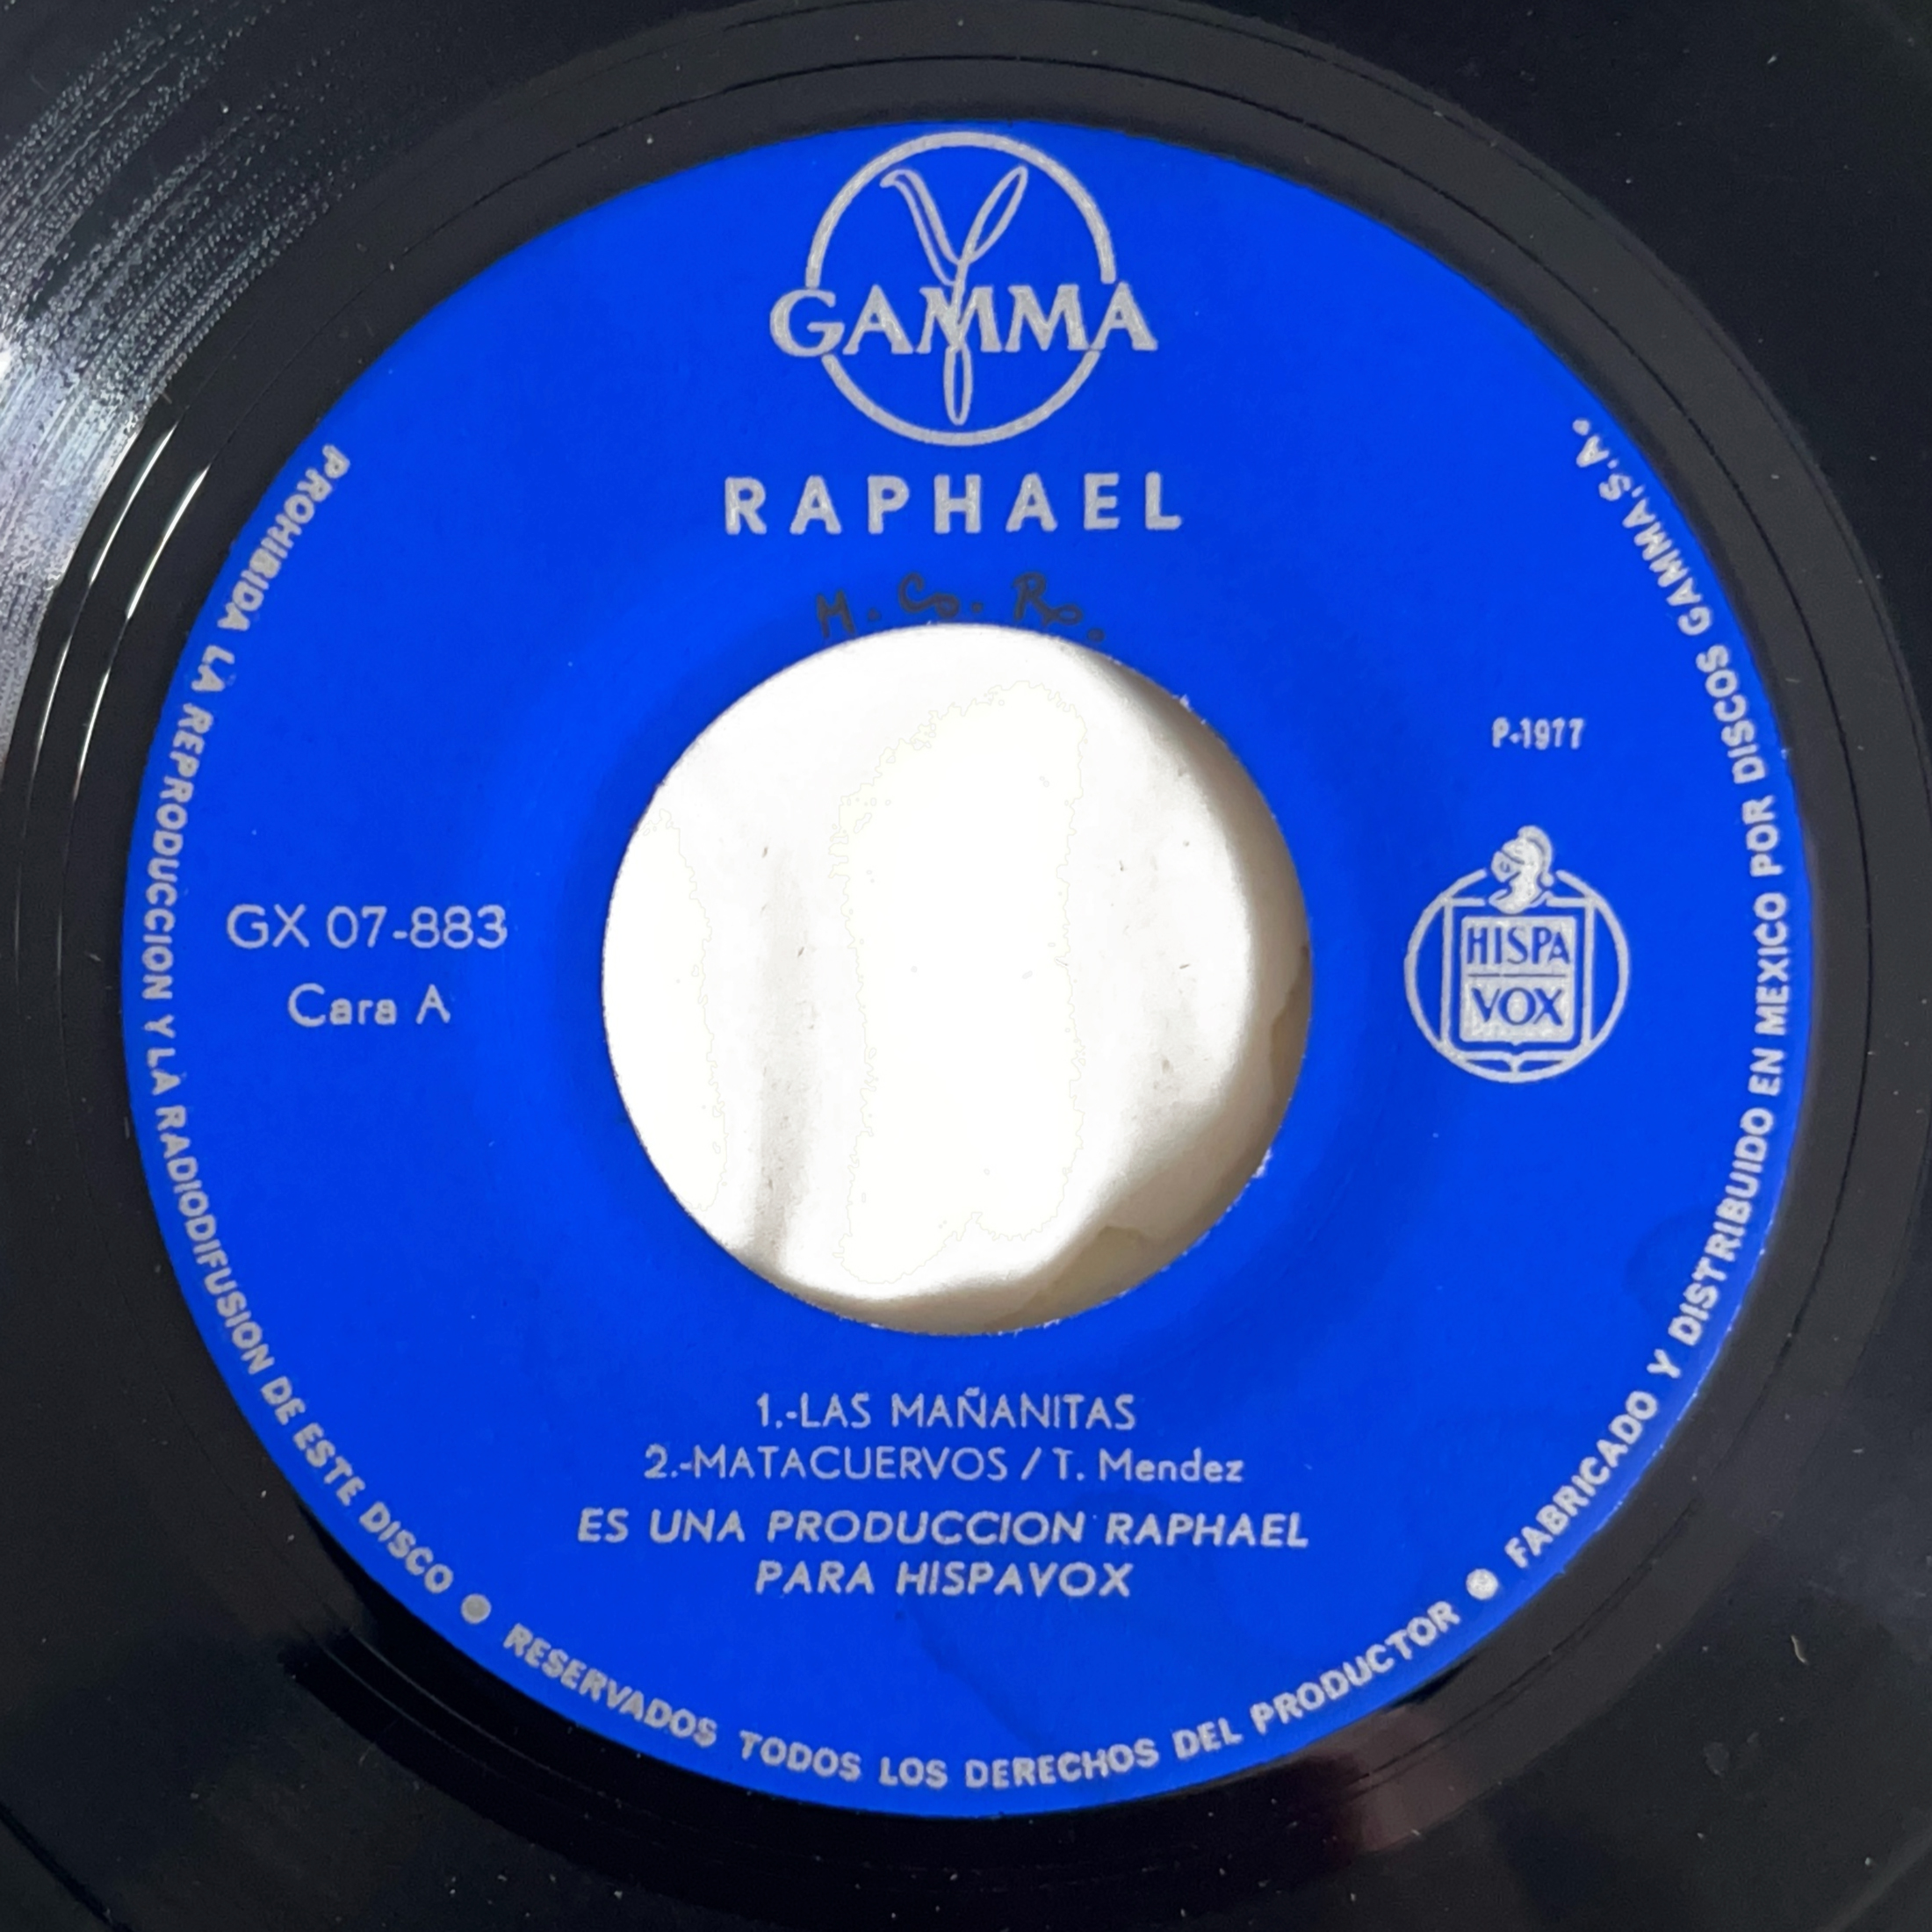 GAMMA
RAPHAEL
H. Co. Ro.
P-1977
GX 07-883
Cara A
HISPA
VOX
1.-LAS MAÑANITAS
2.-MATACUERVOS / T. Mendez
ES UNA PRODUCCION RAPHAEL
PARA HISPAVOX
PROHIBIDA LA REPRODUCCION Y LA RADIODIFUSION DE ESTE DISCO ● RESERVADOS TODOS LOS DERECHOS DEL PRODUCTOR ● FABRICADO Y DISTRIBUIDO EN MEXICO POR DISCOS GAMMA, S.A.